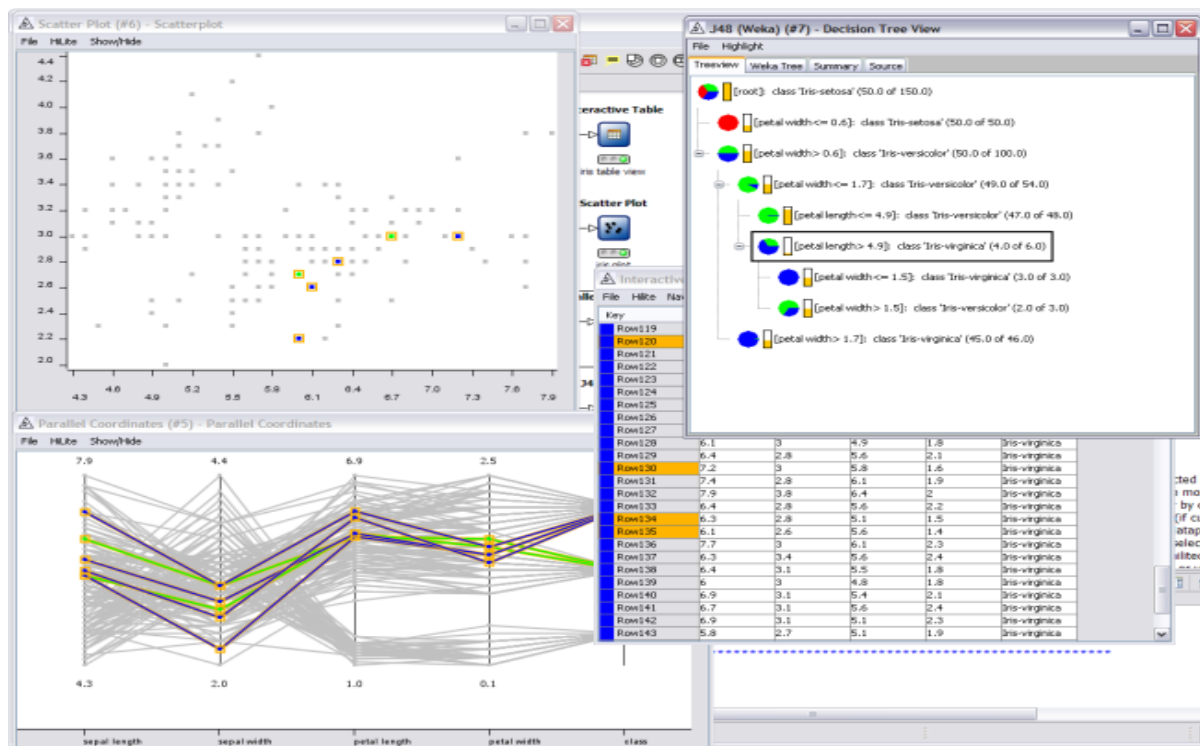 Scatter Plot (#6) - Scatterplot
File HiLite Show/Hide
4.4
4.2
4.0
3.8
3.6
3.4
3.2
3.0
2.9
2.6
2.4
2.2
2.0
4.3 4.6 4.9 5.2 5.5 5.8 6.1 6.4 6.7 7.0 7.3 7.6 7.9
teractive Table
iris table view
Scatter Plot
J48 (Weka) (#7) - Decision Tree View
File Highlight
Treeview Weka Tree Summary Source
[root]: class 'Iris-setosa' (50.0 of 150.0)
[petal width<= 0.6]: class 'Iris-setosa' (50.0 of 50.0)
[petal width> 0.6]: class 'Iris-versicolor' (50.0 of 100.0)
[petal width<= 1.7]: class 'Iris-versicolor' (49.0 of 54.0)
[petal length<= 4.9]: class 'Iris-versicolor' (47.0 of 48.0)
[petal length> 4.9]: class 'Iris-virginica' (4.0 of 6.0)
[petal width<= 1.5]: class 'Iris-virginica' (3.0 of 3.0)
[petal width> 1.5]: class 'Iris-versicolor' (2.0 of 3.0)
[petal width> 1.7]: class 'Iris-virginica' (45.0 of 46.0)
Interactive
File Hilite Nav
Key
Row119
Row120
Row121
Row122
Row123
Row124
Row125
Row126
Row127
Row128 6.1 3 4.9 1.8 Iris-virginica
Row129 6.4 2.8 5.6 2.1 Iris-virginica
Row130 7.2 3 5.8 1.6 Iris-virginica
Row131 7.4 2.8 6.1 1.9 Iris-virginica
Row132 7.9 3.8 6.4 2 Iris-virginica
Row133 6.4 2.8 5.6 2.2 Iris-virginica
Row134 6.3 2.8 5.1 1.5 Iris-virginica
Row135 6.1 2.6 5.6 1.4 Iris-virginica
Row136 7.7 3 6.1 2.3 Iris-virginica
Row137 6.3 3.4 5.6 2.4 Iris-virginica
Row138 6.4 3.1 5.5 1.8 Iris-virginica
Row139 6 3 4.8 1.8 Iris-virginica
Row140 6.9 3.1 5.4 2.1 Iris-virginica
Row141 6.7 3.1 5.6 2.4 Iris-virginica
Row142 6.9 3.1 5.1 2.3 Iris-virginica
Row143 5.8 2.7 5.1 1.9 Iris-virginica
Parallel Coordinates (#5) - Parallel Coordinates
File HiLite Show/Hide
7.9 4.4 6.9 2.5
4.3 2.0 1.0 0.1
sepal length sepal width petal length petal width class